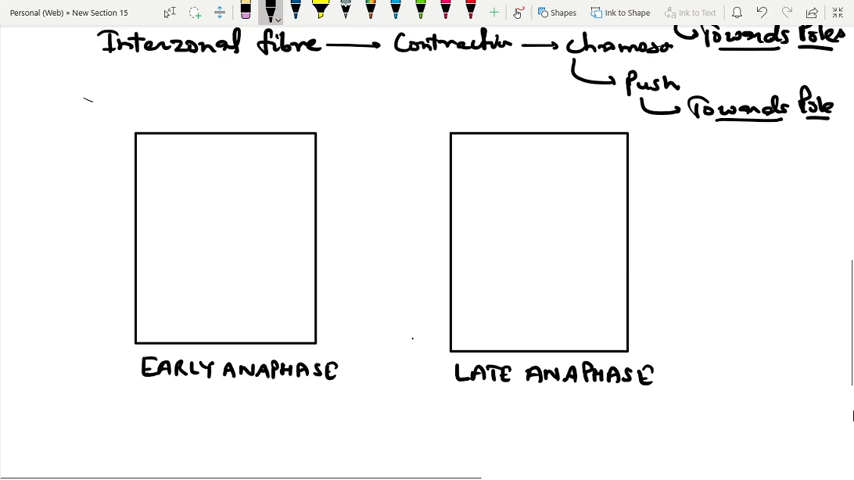 Personal (Web) » New Section 15
Shapes
Ink to Shape
Ink to Text
Towards Poles
Interzonal fibre → Contraction → chromoso
Push
Towards Pole
EARLY ANAPHASE
LATE ANAPHASE